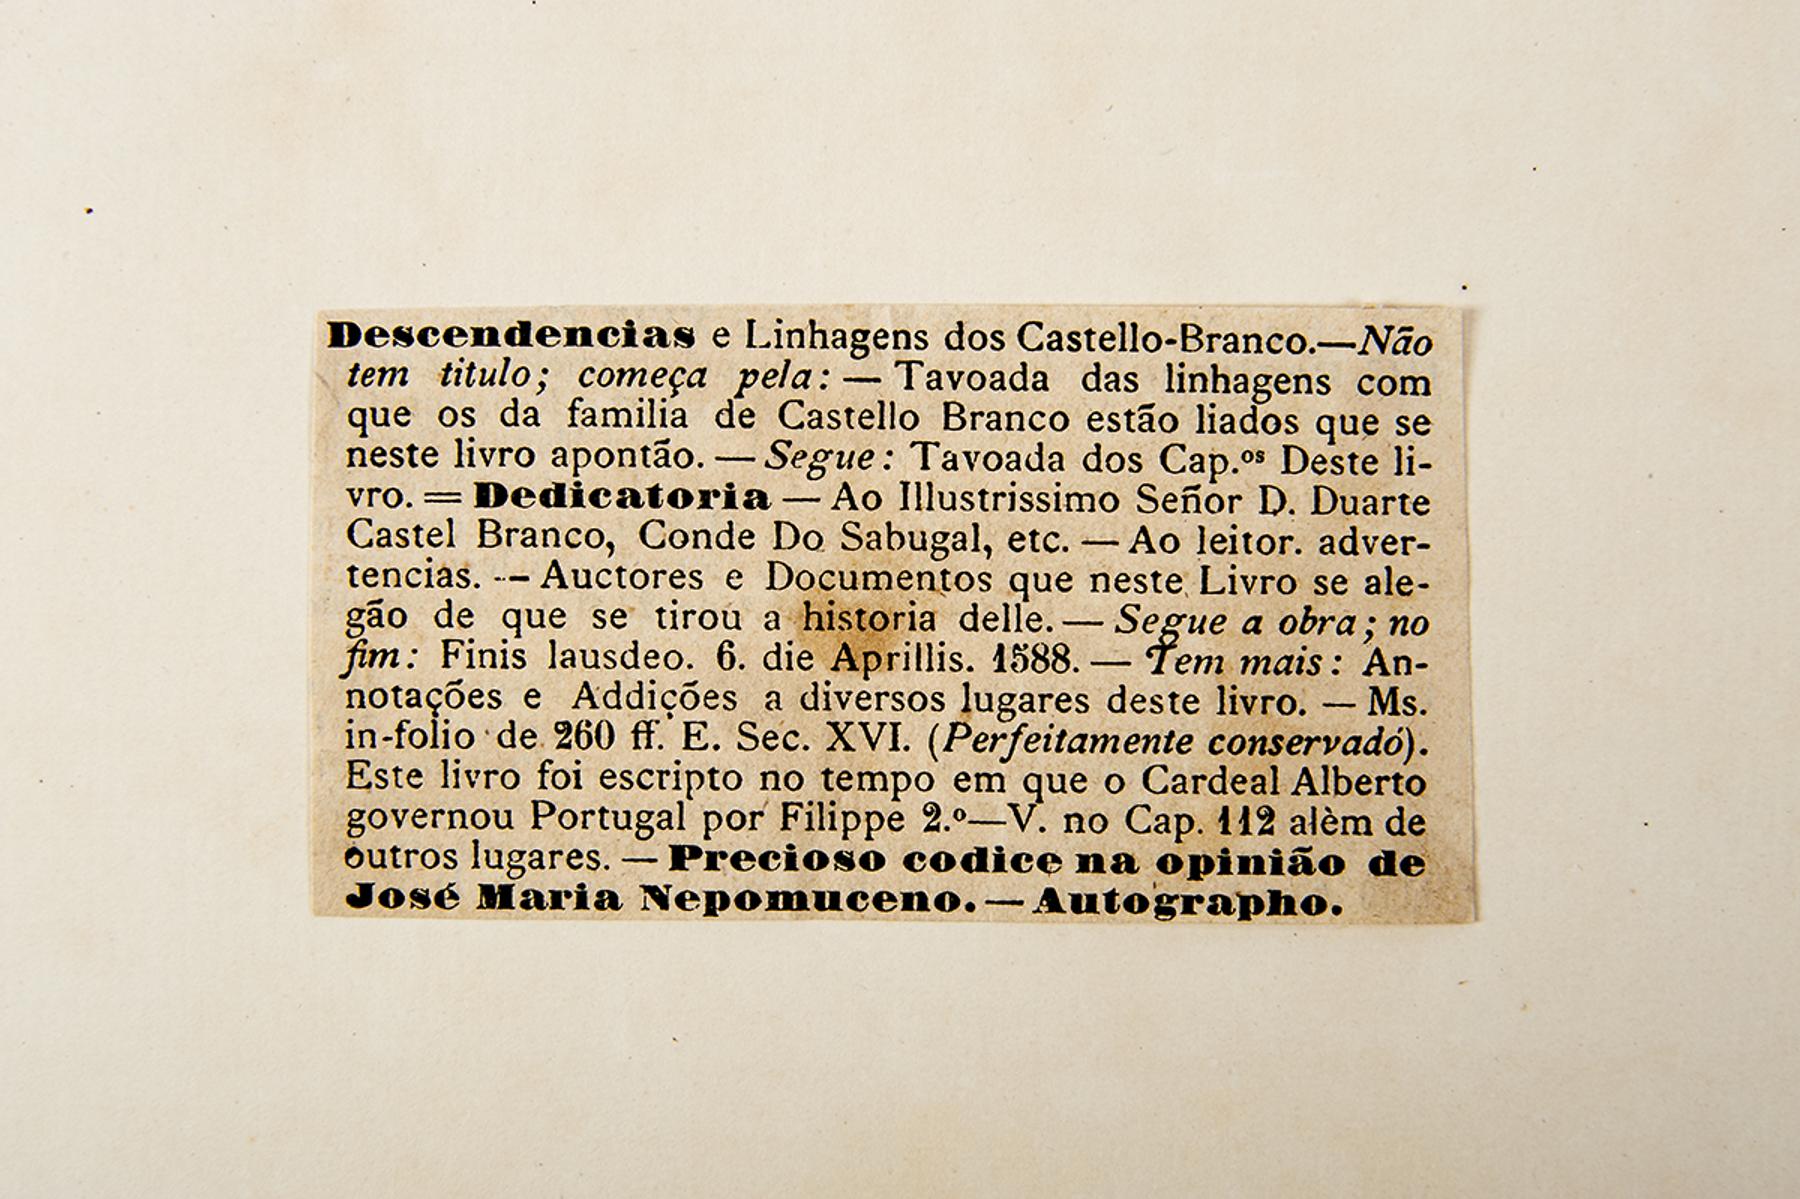 Descendencias e Linhagens dos Castello-Branco.—Não
tem titulo; começa pela: — Tavoada das linhagens com
que os da familia de Castello Branco estão liados que se
neste livro apontão. — Segue: Tavoada dos Cap.ᵒˢ Deste li-
vro. = Dedicatoria — Ao Illustrissimo Señor D. Duarte
Castel Branco, Conde Do Sabugal, etc. — Ao leitor. adver-
tencias. — Auctores e Documentos que neste Livro se ale-
gão de que se tirou a historia delle. — Segue a obra; no
fim: Finis lausdeo. 6. die Aprillis. 1588. — Tem mais: An-
notações e Addições a diversos lugares deste livro. — Ms.
in-folio de 260 ff. E. Sec. XVI. (Perfeitamente conservado).
Este livro foi escripto no tempo em que o Cardeal Alberto
governou Portugal por Filippe 2.º—V. no Cap. 112 alèm de
outros lugares. — Precioso codice na opinião de
José Maria Nepomuceno. — Autographo.